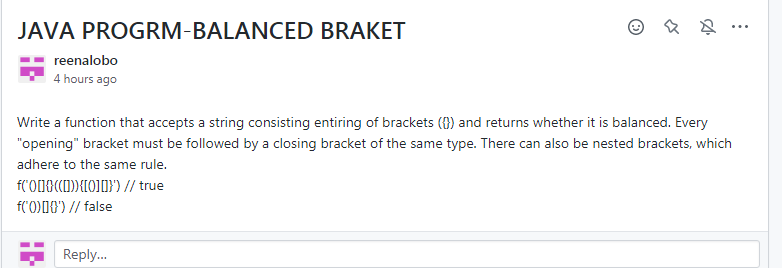 JAVA PROGRM-BALANCED BRAKET
reenalobo
4 hours ago
Write a function that accepts a string consisting entiring of brackets ({}) and returns whether it is balanced. Every
"opening" bracket must be followed by a closing bracket of the same type. There can also be nested brackets, which
adhere to the same rule.
f('()[]{}(([])){[()][]}') // true
f('())[]{}') // false
Reply...